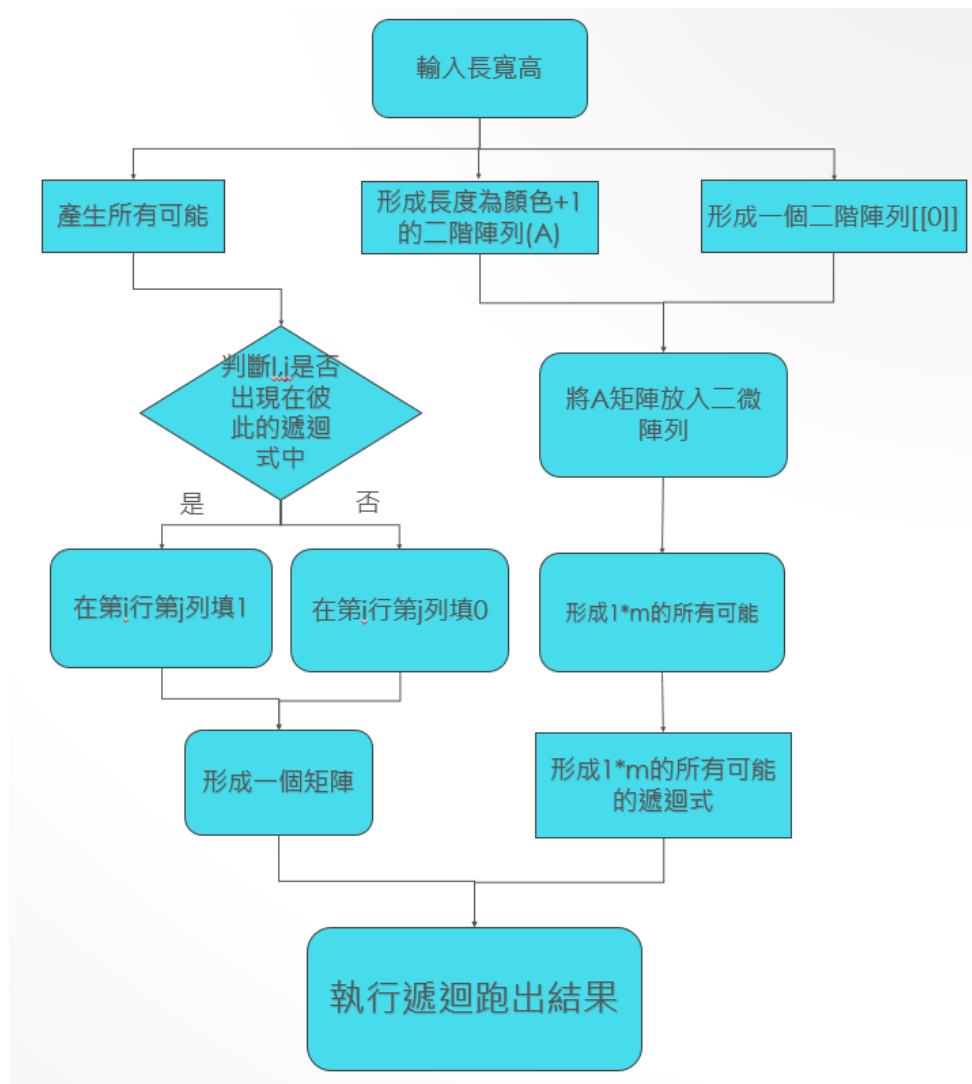 輸入長寬高
產生所有可能
形成長度為顏色+1
的二階陣列(A)
形成一個二階陣列[[0]]
判斷I,j是否
出現在彼
此的遞迴
式中
將A矩陣放入二微
陣列
是
否
在第i行第j列填1
在第i行第j列填0
形成1*m的所有可能
形成一個矩陣
形成1*m的所有可能
的遞迴式
執行遞迴跑出結果